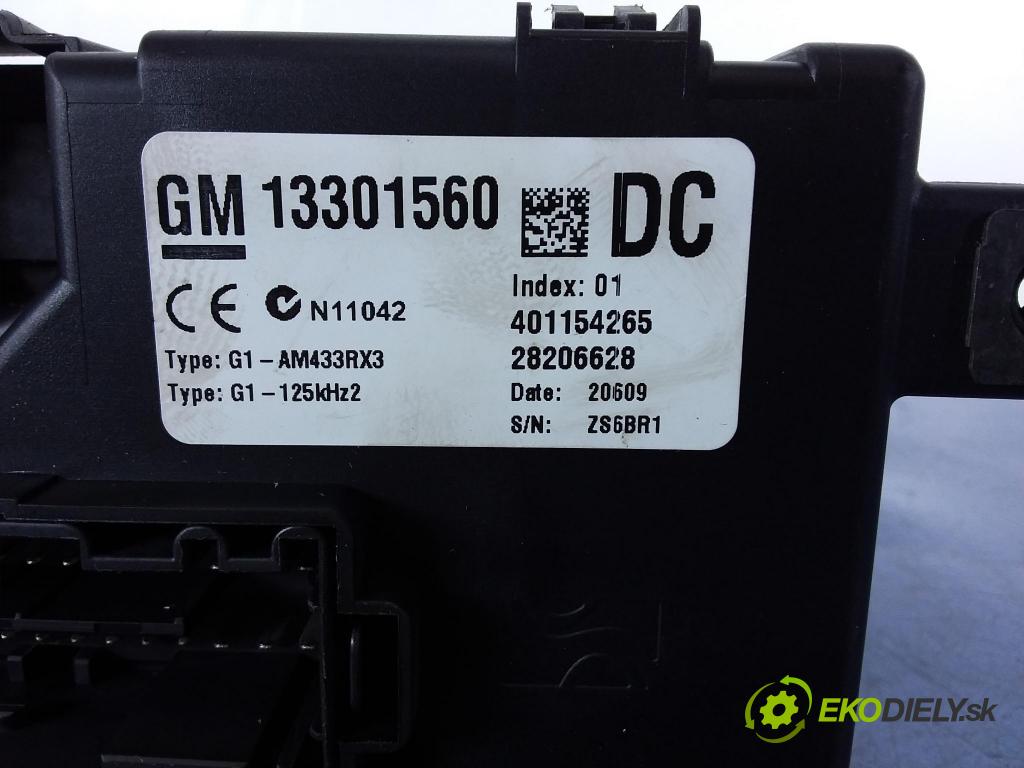 GM 13301560 DC
Index: 01
N11042
401154265
Type: G1-AM433RX3
28206628
Type: G1-125kHz2
Date: 20609
S/N: ZS6BR1
EKODIELY.sk